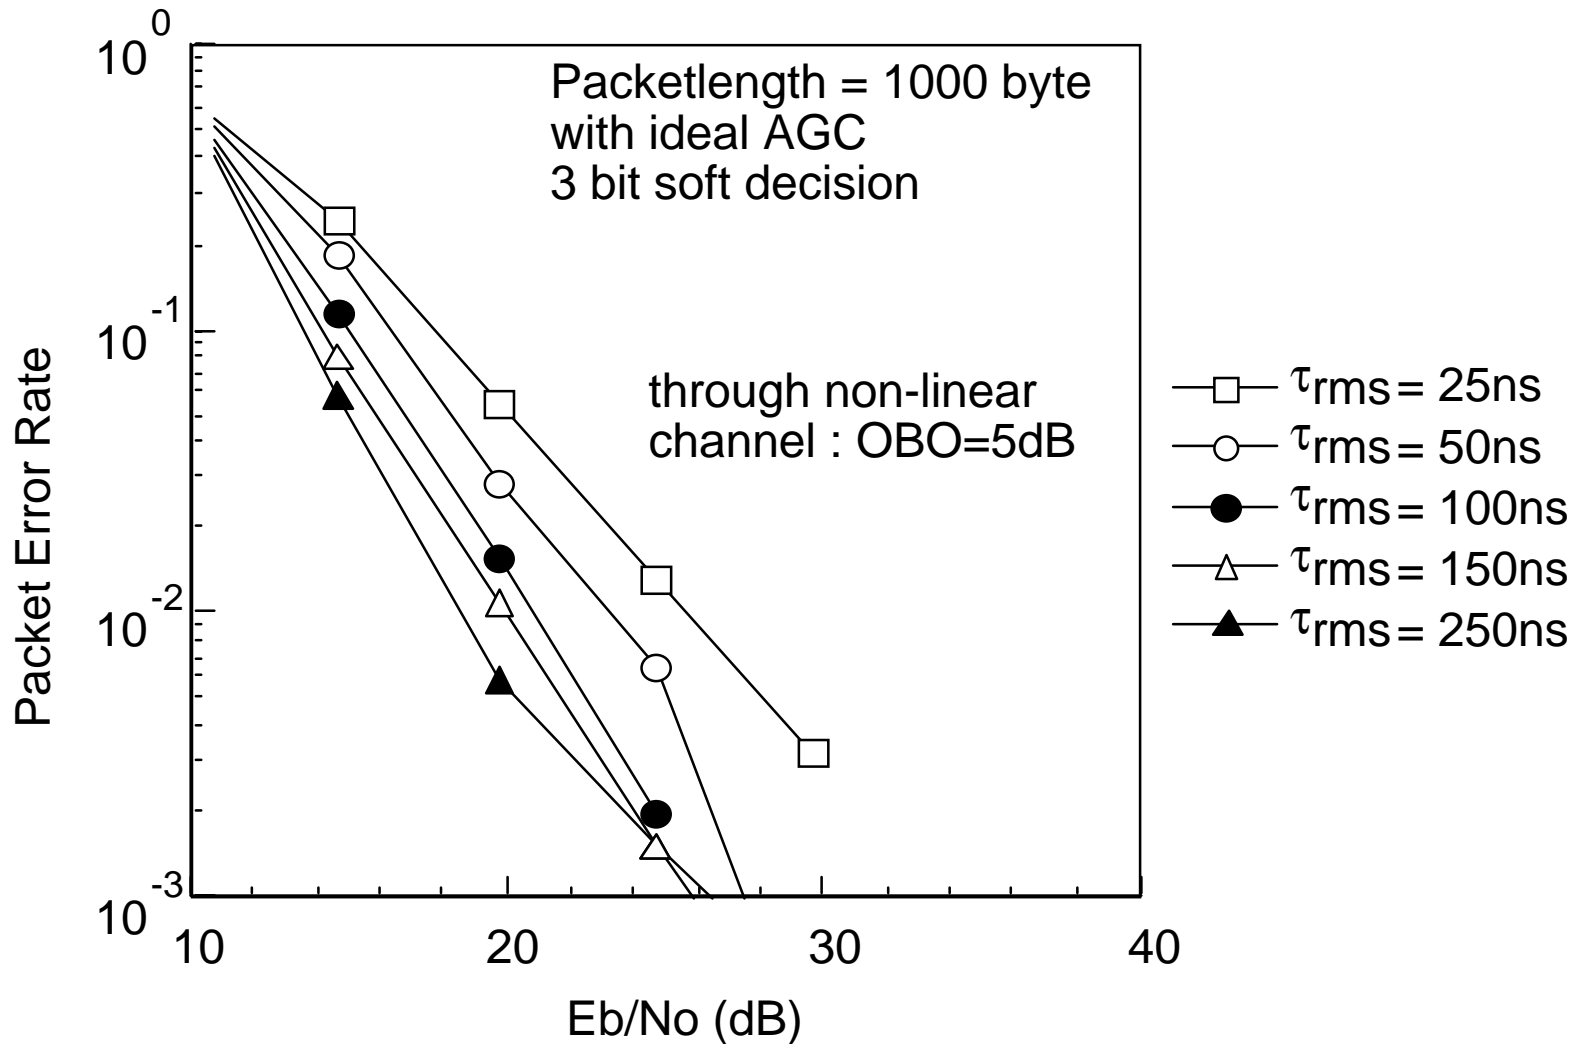 10^0
Packetlength = 1000 byte
with ideal AGC
3 bit soft decision
10^-1
through non-linear
channel : OBO=5dB
τrms = 25ns
τrms = 50ns
τrms = 100ns
τrms = 150ns
τrms = 250ns
Packet Error Rate
10^-2
10^-3
10 20 30 40
Eb/No (dB)